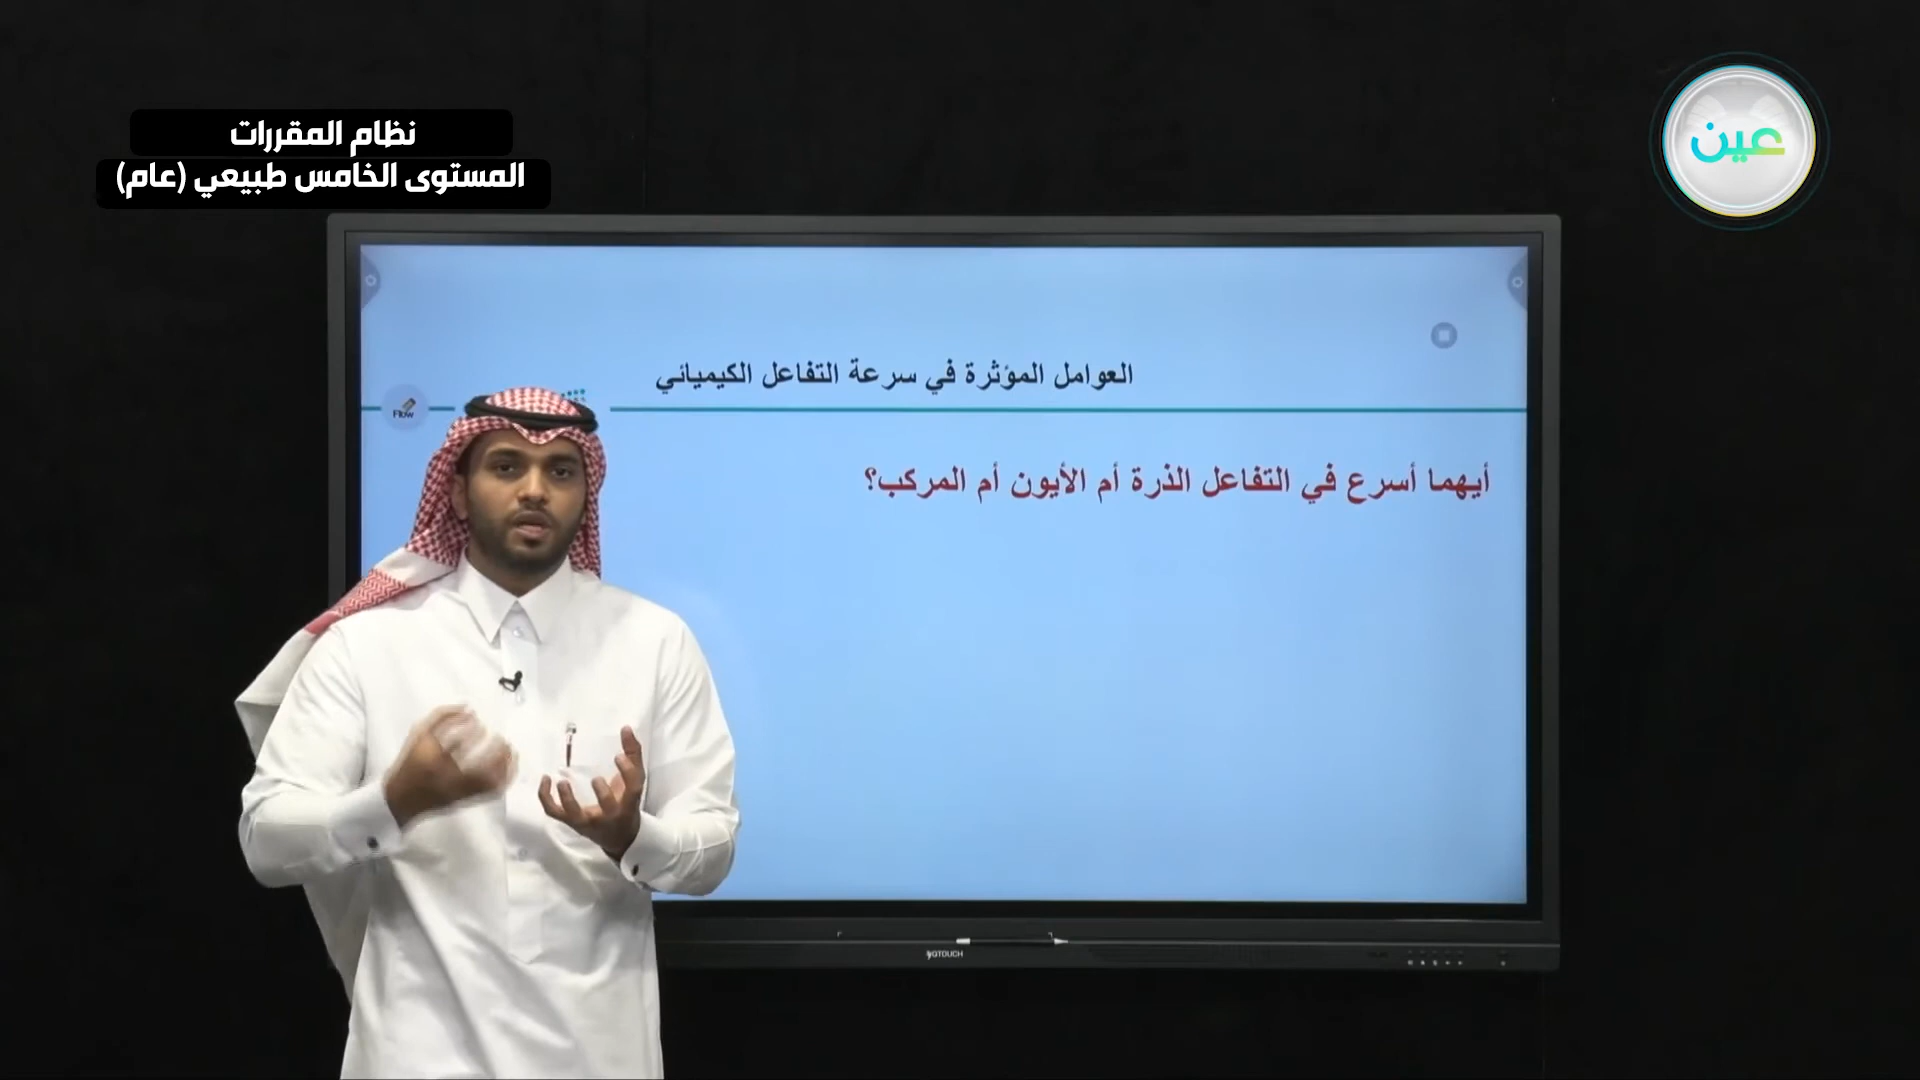 نظام المقررات
المستوى الخامس طبيعي (عام)
عين
العوامل المؤثرة في سرعة التفاعل الكيميائي
Flow
أيهما أسرع في التفاعل الذرة أم الأيون أم المركب؟